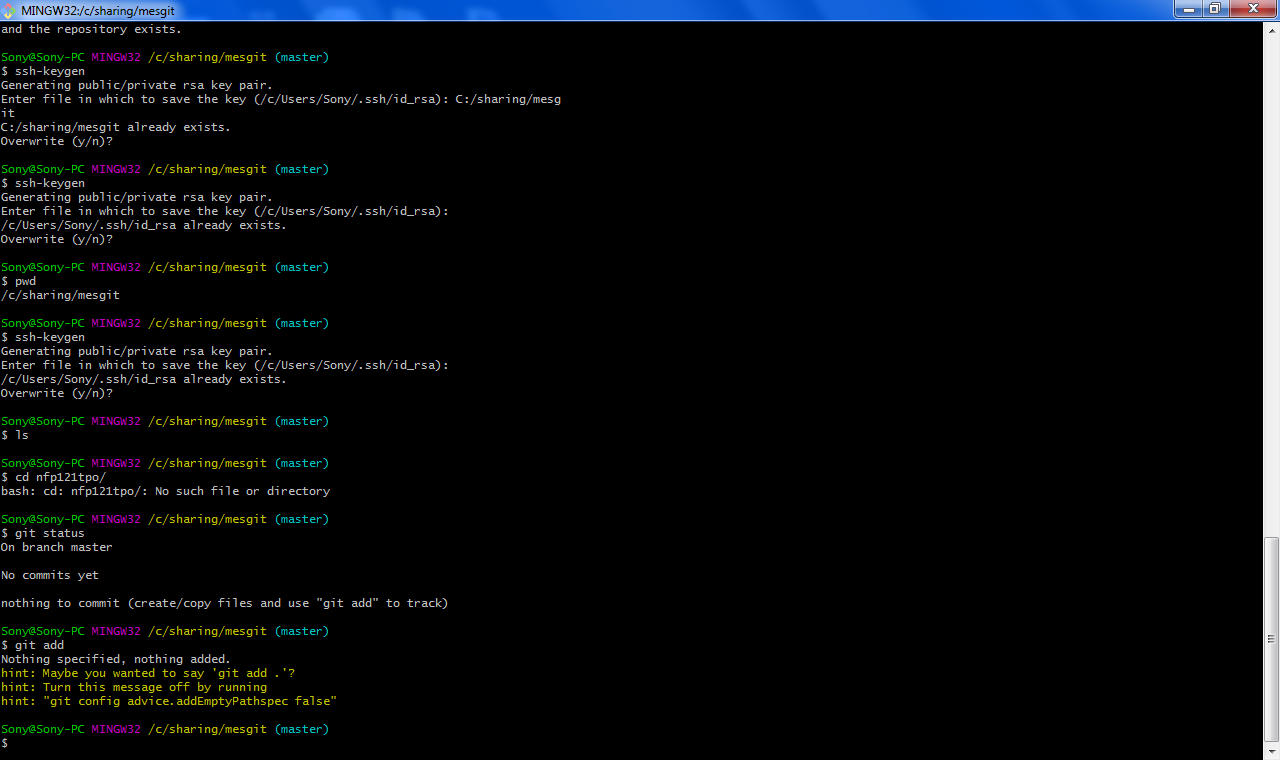 MINGW32:/c/sharing/mesgit
and the repository exists.
Sony@Sony-PC MINGW32 /c/sharing/mesgit (master)
$ ssh-keygen
Generating public/private rsa key pair.
Enter file in which to save the key (/c/Users/Sony/.ssh/id_rsa): C:/sharing/mesg
it
C:/sharing/mesgit already exists.
Overwrite (y/n)?
Sony@Sony-PC MINGW32 /c/sharing/mesgit (master)
$ ssh-keygen
Generating public/private rsa key pair.
Enter file in which to save the key (/c/Users/Sony/.ssh/id_rsa):
/c/Users/Sony/.ssh/id_rsa already exists.
Overwrite (y/n)?
Sony@Sony-PC MINGW32 /c/sharing/mesgit (master)
$ pwd
/c/sharing/mesgit
Sony@Sony-PC MINGW32 /c/sharing/mesgit (master)
$ ssh-keygen
Generating public/private rsa key pair.
Enter file in which to save the key (/c/Users/Sony/.ssh/id_rsa):
/c/Users/Sony/.ssh/id_rsa already exists.
Overwrite (y/n)?
Sony@Sony-PC MINGW32 /c/sharing/mesgit (master)
$ ls
Sony@Sony-PC MINGW32 /c/sharing/mesgit (master)
$ cd nfp121tpo/
bash: cd: nfp121tpo/: No such file or directory
Sony@Sony-PC MINGW32 /c/sharing/mesgit (master)
$ git status
On branch master
No commits yet
nothing to commit (create/copy files and use "git add" to track)
Sony@Sony-PC MINGW32 /c/sharing/mesgit (master)
$ git add
Nothing specified, nothing added.
hint: Maybe you wanted to say 'git add .'?
hint: Turn this message off by running
hint: "git config advice.addEmptyPathspec false"
Sony@Sony-PC MINGW32 /c/sharing/mesgit (master)
$